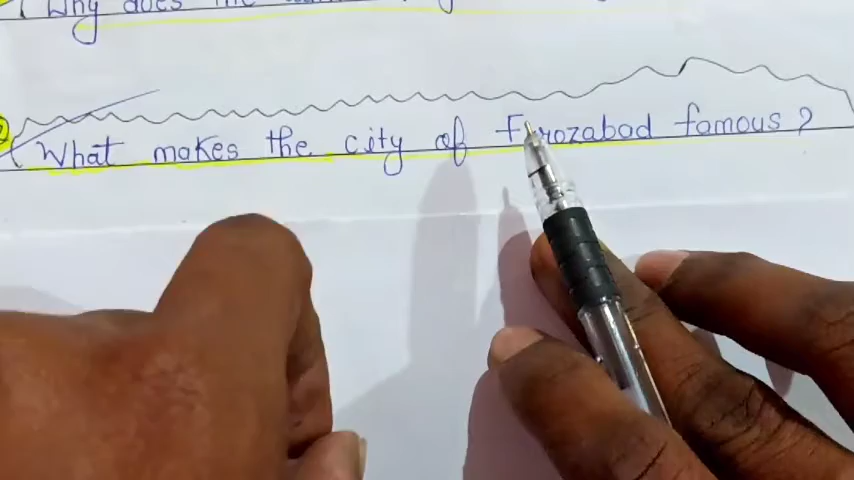 Why does the
What makes the city of Firozabad famous ?